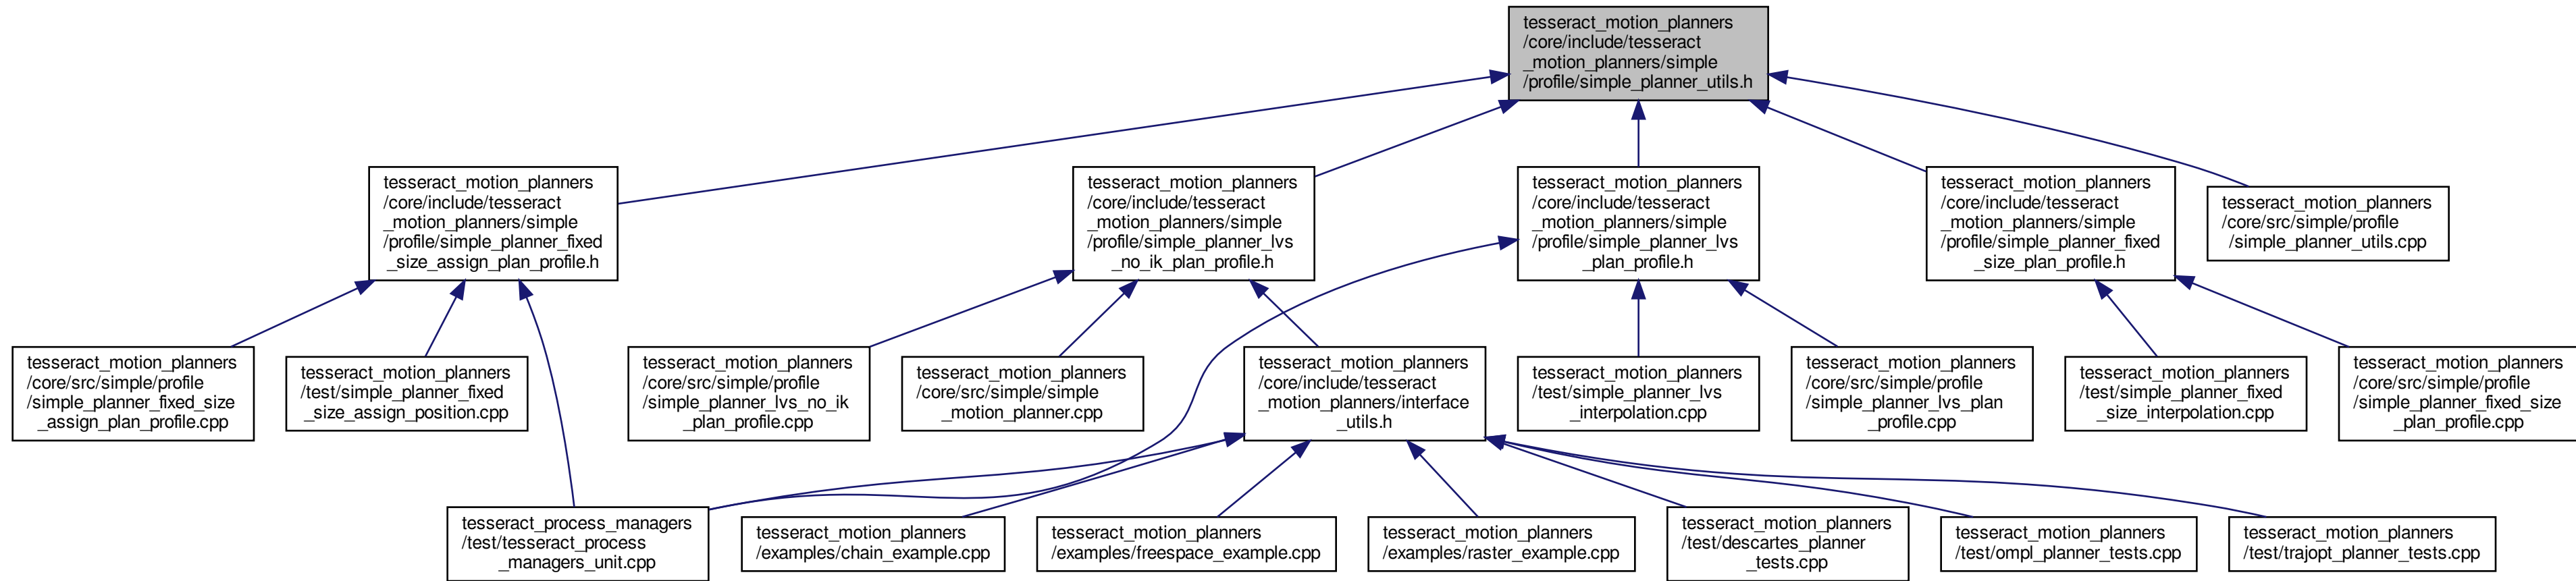 tesseract_motion_planners
/core/include/tesseract
_motion_planners/simple
/profile/simple_planner_utils.h
tesseract_motion_planners
/core/include/tesseract
_motion_planners/simple
/profile/simple_planner_fixed
_size_assign_plan_profile.h
tesseract_motion_planners
/core/include/tesseract
_motion_planners/simple
/profile/simple_planner_lvs
_no_ik_plan_profile.h
tesseract_motion_planners
/core/include/tesseract
_motion_planners/simple
/profile/simple_planner_lvs
_plan_profile.h
tesseract_motion_planners
/core/include/tesseract
_motion_planners/simple
/profile/simple_planner_fixed
_size_plan_profile.h
tesseract_motion_planners
/core/src/simple/profile
/simple_planner_utils.cpp
tesseract_motion_planners
/core/src/simple/profile
/simple_planner_fixed_size
_assign_plan_profile.cpp
tesseract_motion_planners
/test/simple_planner_fixed
_size_assign_position.cpp
tesseract_motion_planners
/core/src/simple/profile
/simple_planner_lvs_no_ik
_plan_profile.cpp
tesseract_motion_planners
/core/src/simple/simple
_motion_planner.cpp
tesseract_motion_planners
/core/include/tesseract
_motion_planners/interface
_utils.h
tesseract_motion_planners
/test/simple_planner_lvs
_interpolation.cpp
tesseract_motion_planners
/core/src/simple/profile
/simple_planner_lvs_plan
_profile.cpp
tesseract_motion_planners
/test/simple_planner_fixed
_size_interpolation.cpp
tesseract_motion_planners
/core/src/simple/profile
/simple_planner_fixed_size
_plan_profile.cpp
tesseract_process_managers
/test/tesseract_process
_managers_unit.cpp
tesseract_motion_planners
/examples/chain_example.cpp
tesseract_motion_planners
/examples/freespace_example.cpp
tesseract_motion_planners
/examples/raster_example.cpp
tesseract_motion_planners
/test/descartes_planner
_tests.cpp
tesseract_motion_planners
/test/ompl_planner_tests.cpp
tesseract_motion_planners
/test/trajopt_planner_tests.cpp